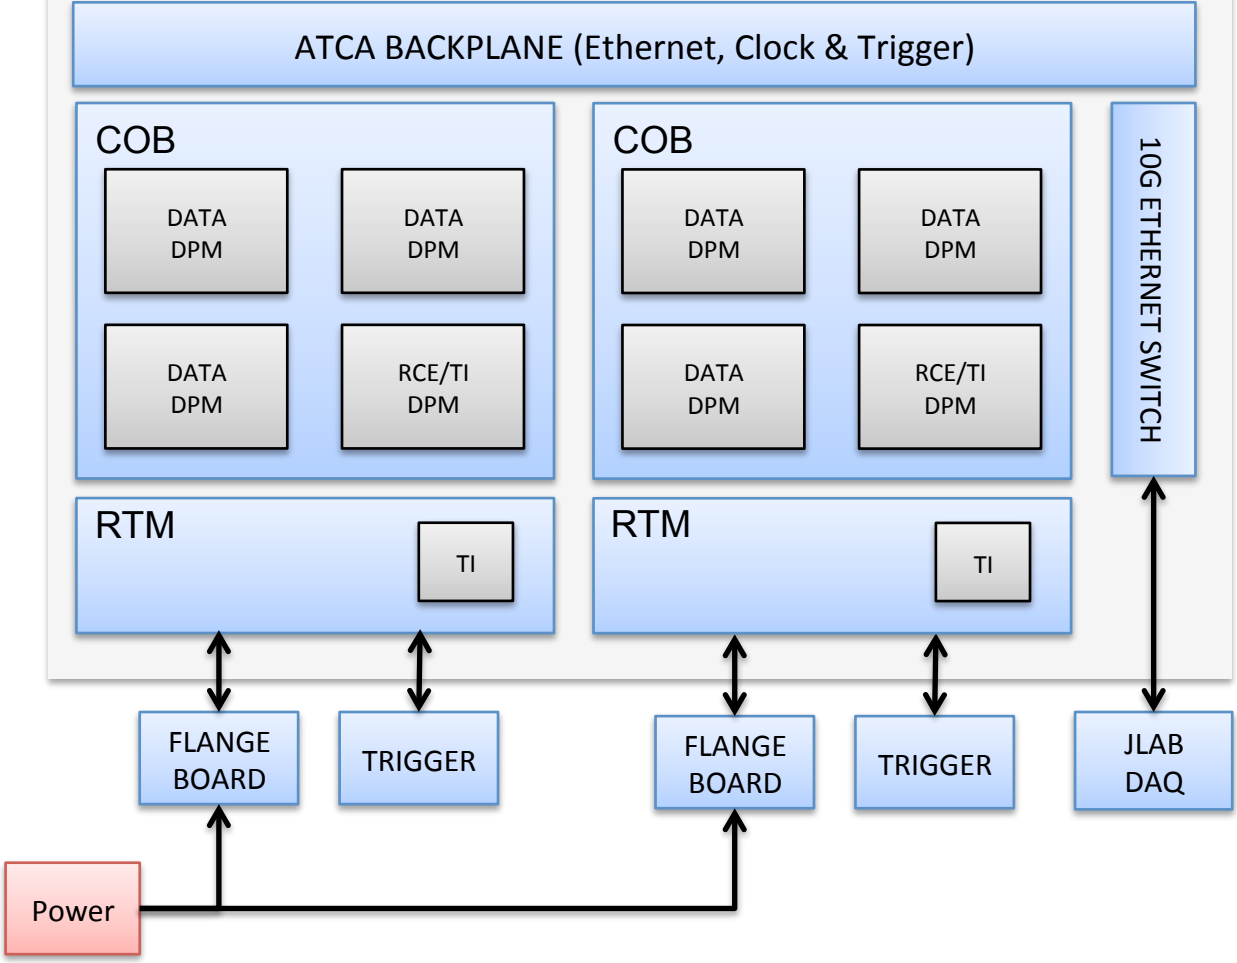 ATCA BACKPLANE (Ethernet, Clock & Trigger)
COB
DATA
DPM
DATA
DPM
DATA
DPM
RCE/TI
DPM
COB
DATA
DPM
DATA
DPM
DATA
DPM
RCE/TI
DPM
10G ETHERNET SWITCH
RTM
TI
RTM
TI
FLANGE
BOARD
TRIGGER
FLANGE
BOARD
TRIGGER
JLAB
DAQ
Power